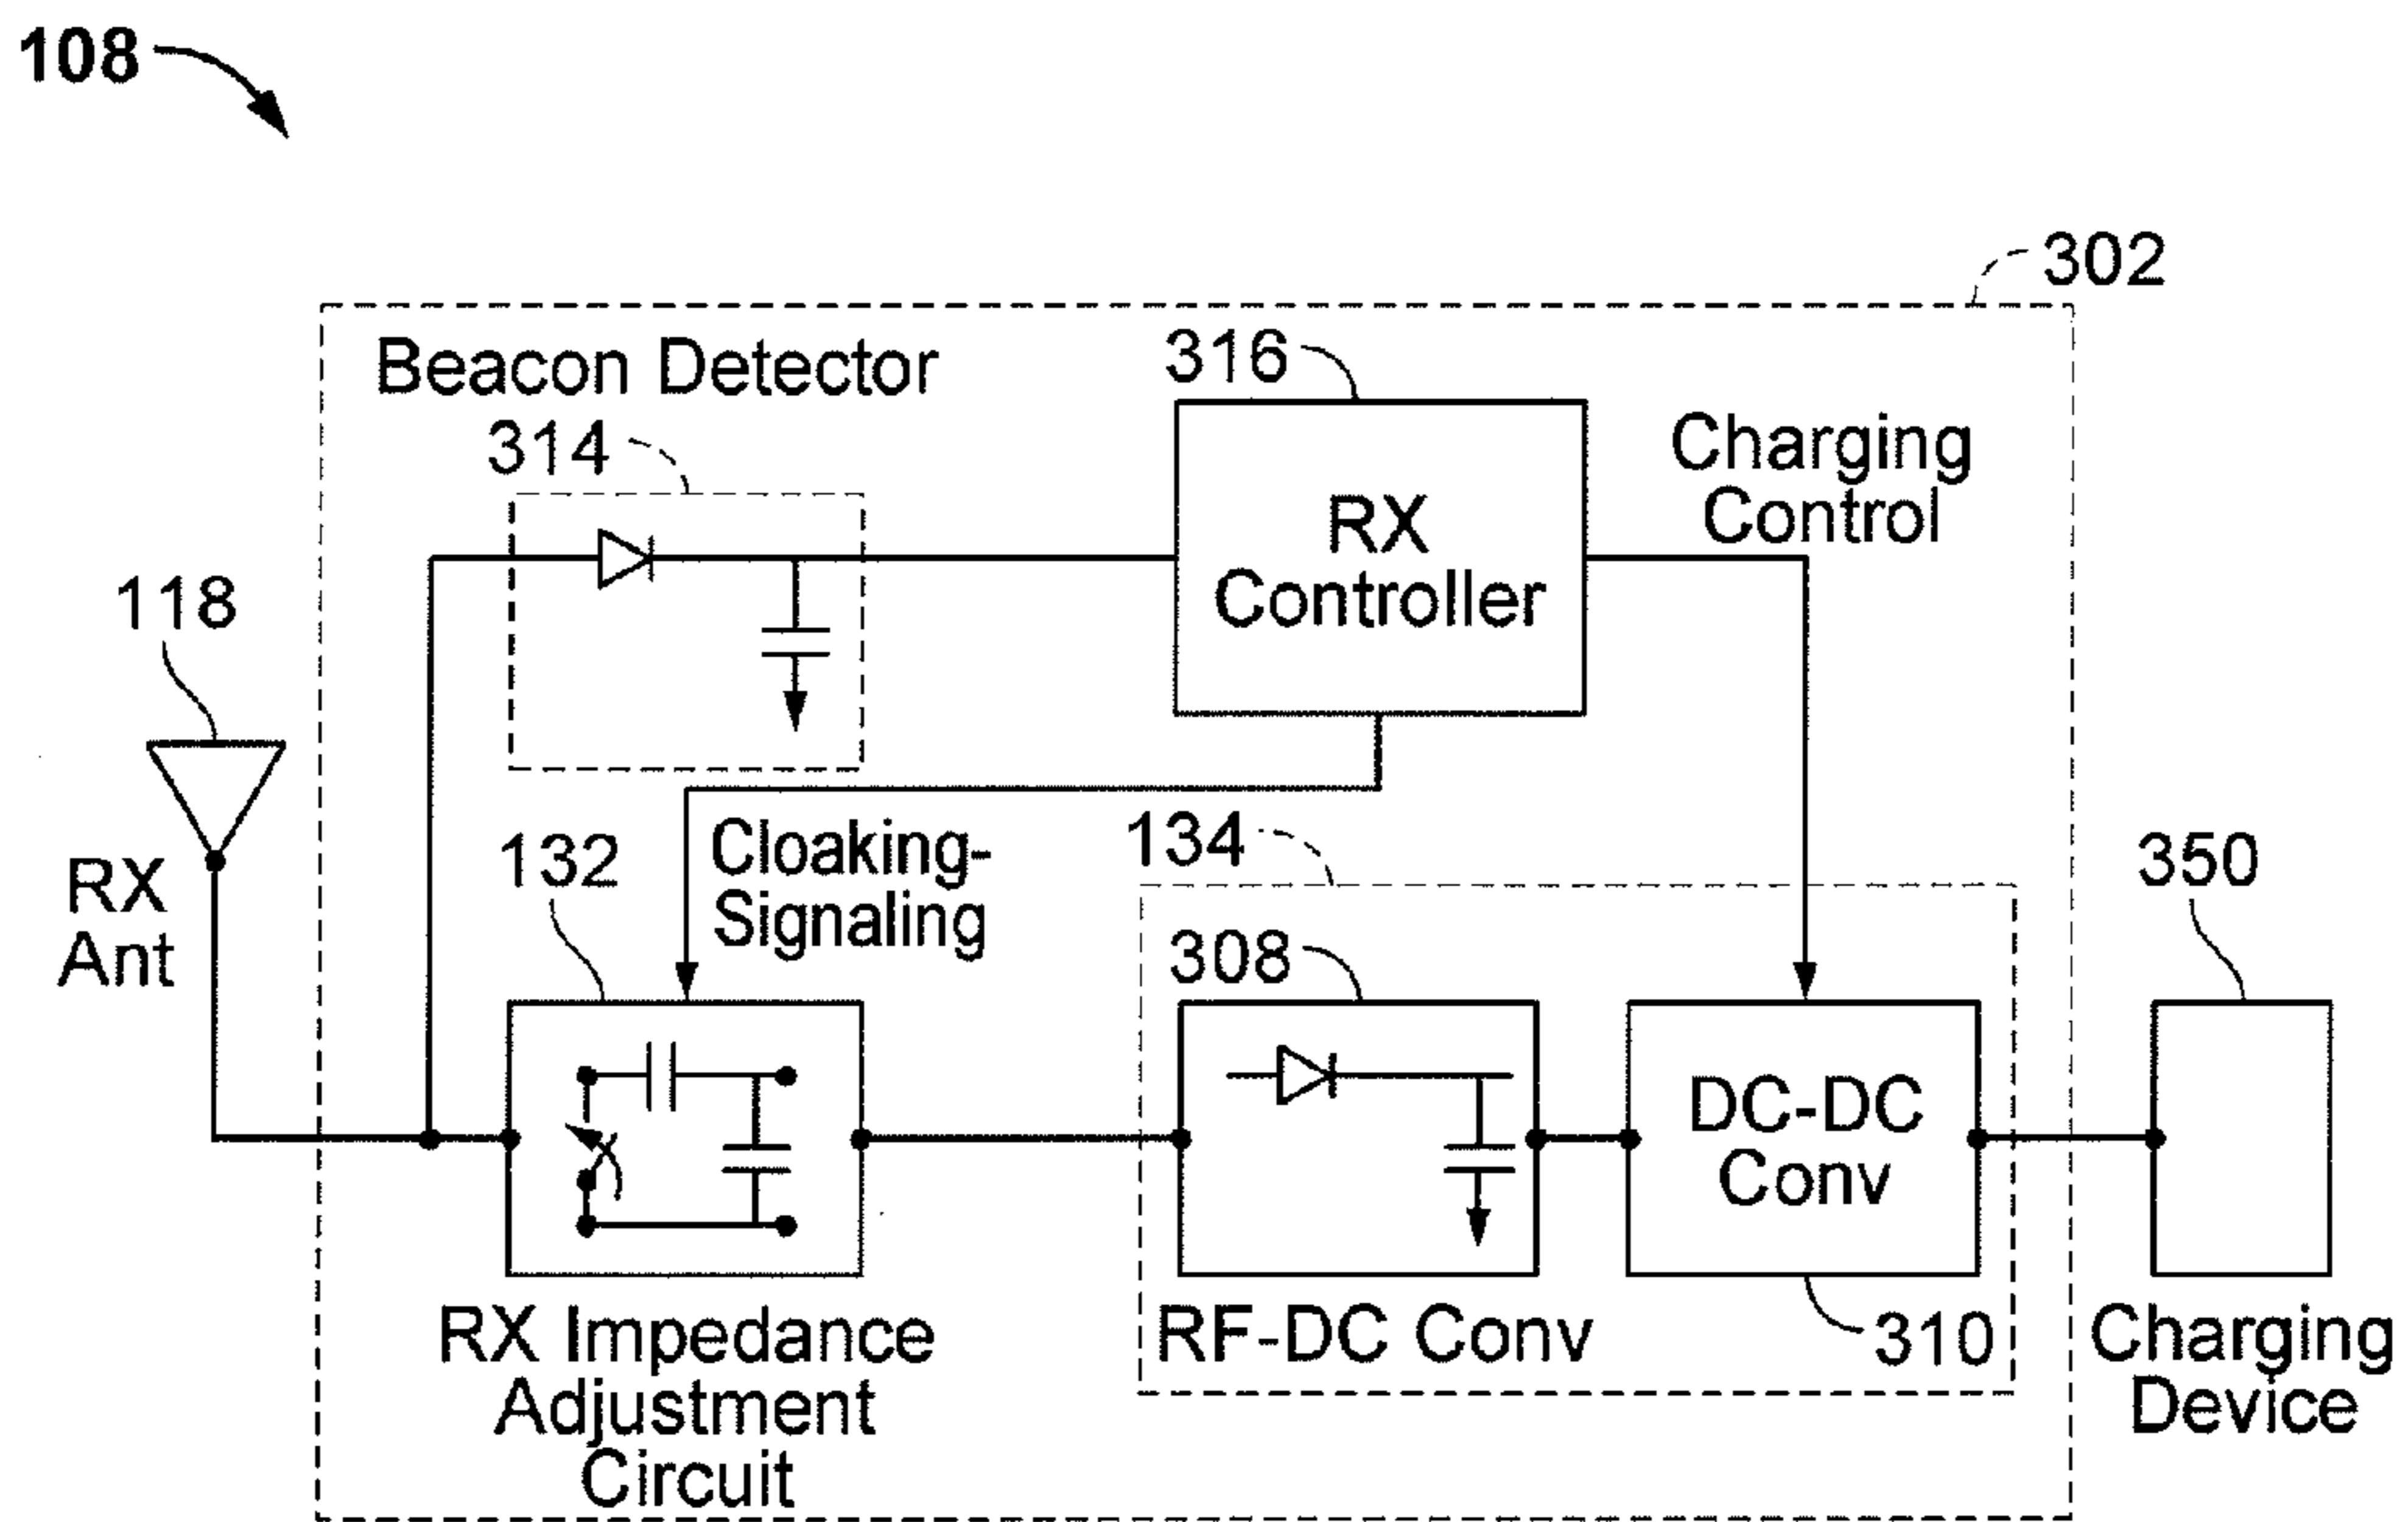 108
302
Beacon Detector
316
314
Charging
Control
RX
Controller
118
RX
Ant
132
Cloaking-
Signaling
134
308
350
DC-DC
Conv
RX Impedance
Adjustment
Circuit
RF-DC Conv
310
Charging
Device